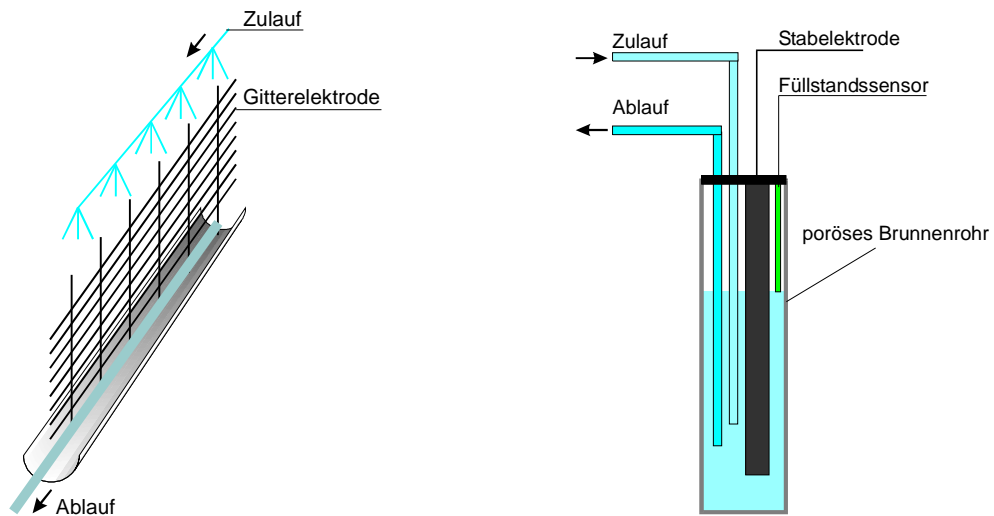 Zulauf
Gitterelektrode
Ablauf
Zulauf
Ablauf
Stabelektrode
Füllstandssensor
poröses Brunnenrohr